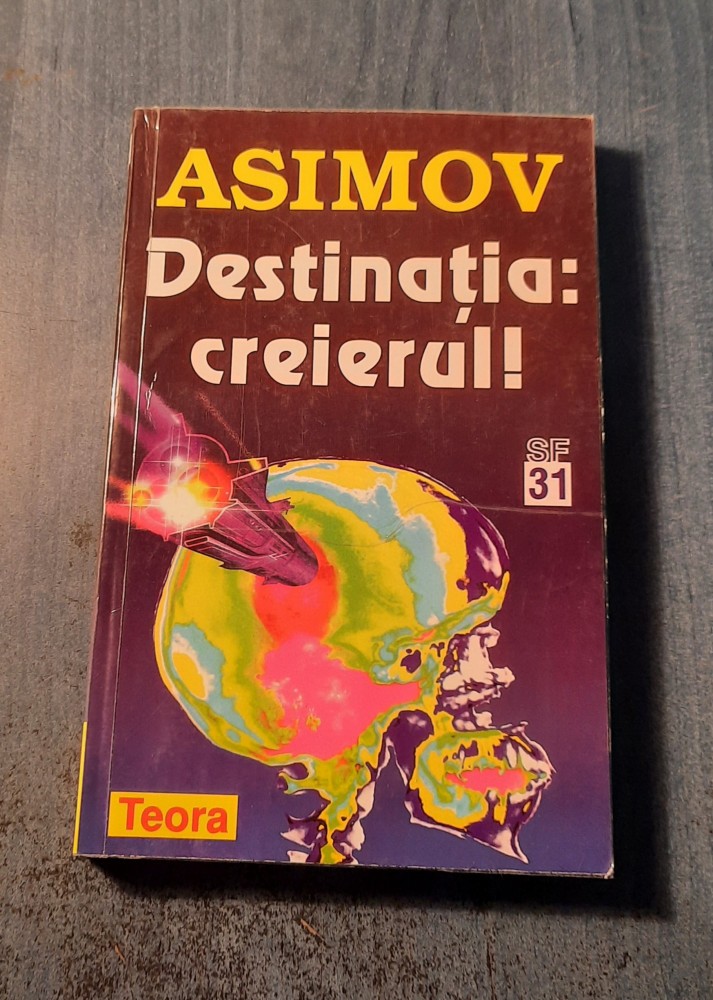 ASIMOV
Destinația:
creierul!
SF
31
Teora